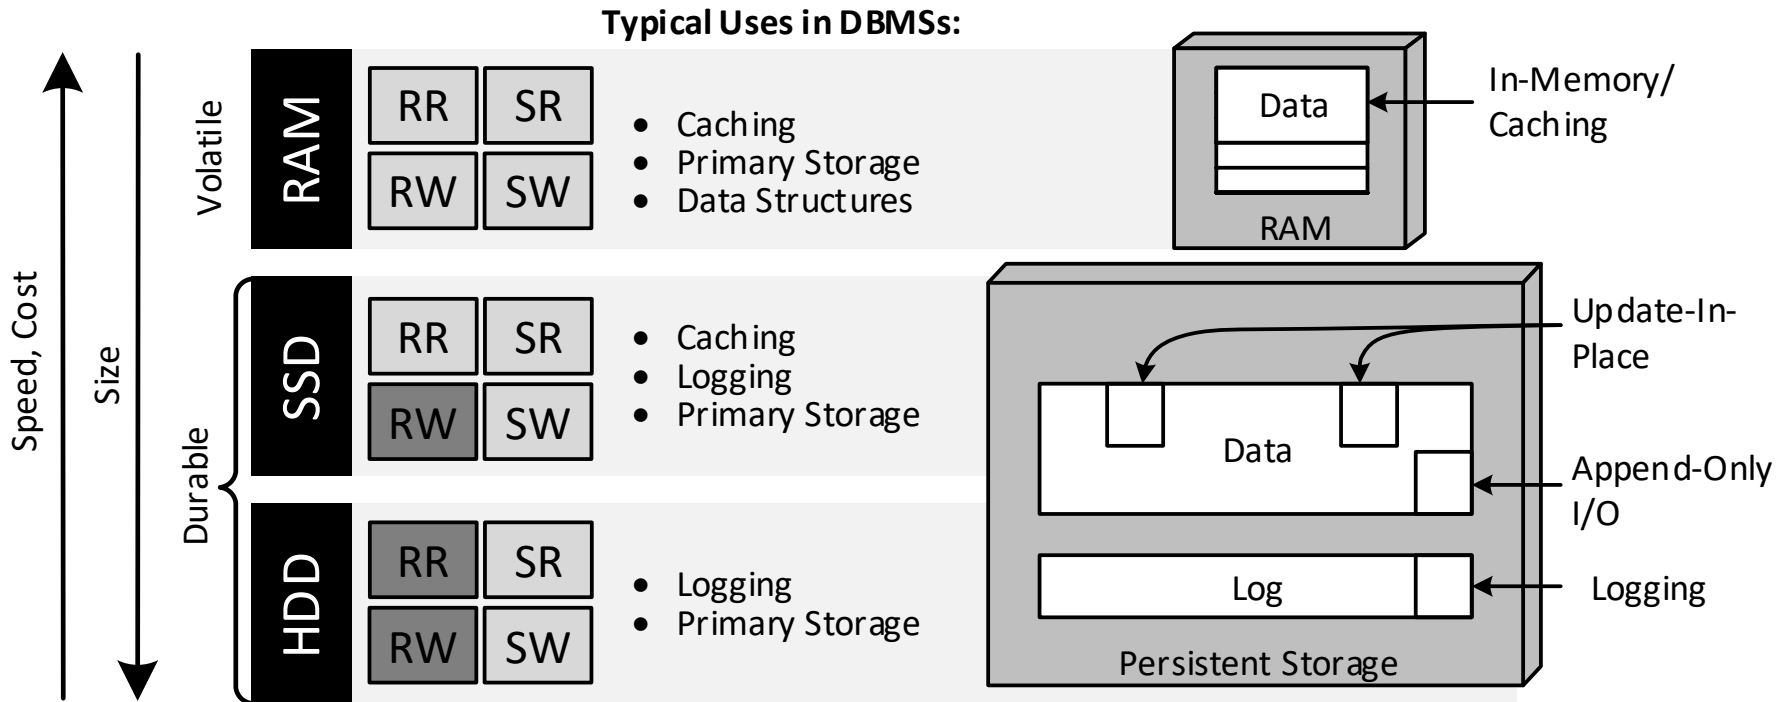 Typical Uses in DBMSs:
Speed, Cost
Size
Volatile
RAM
RR
SR
RW
SW
• Caching
• Primary Storage
• Data Structures
Data
RAM
In-Memory/
Caching
Durable
SSD
RR
SR
RW
SW
• Caching
• Logging
• Primary Storage
HDD
RR
SR
RW
SW
• Logging
• Primary Storage
Data
Log
Persistent Storage
Update-In-
Place
Append-Only
I/O
Logging